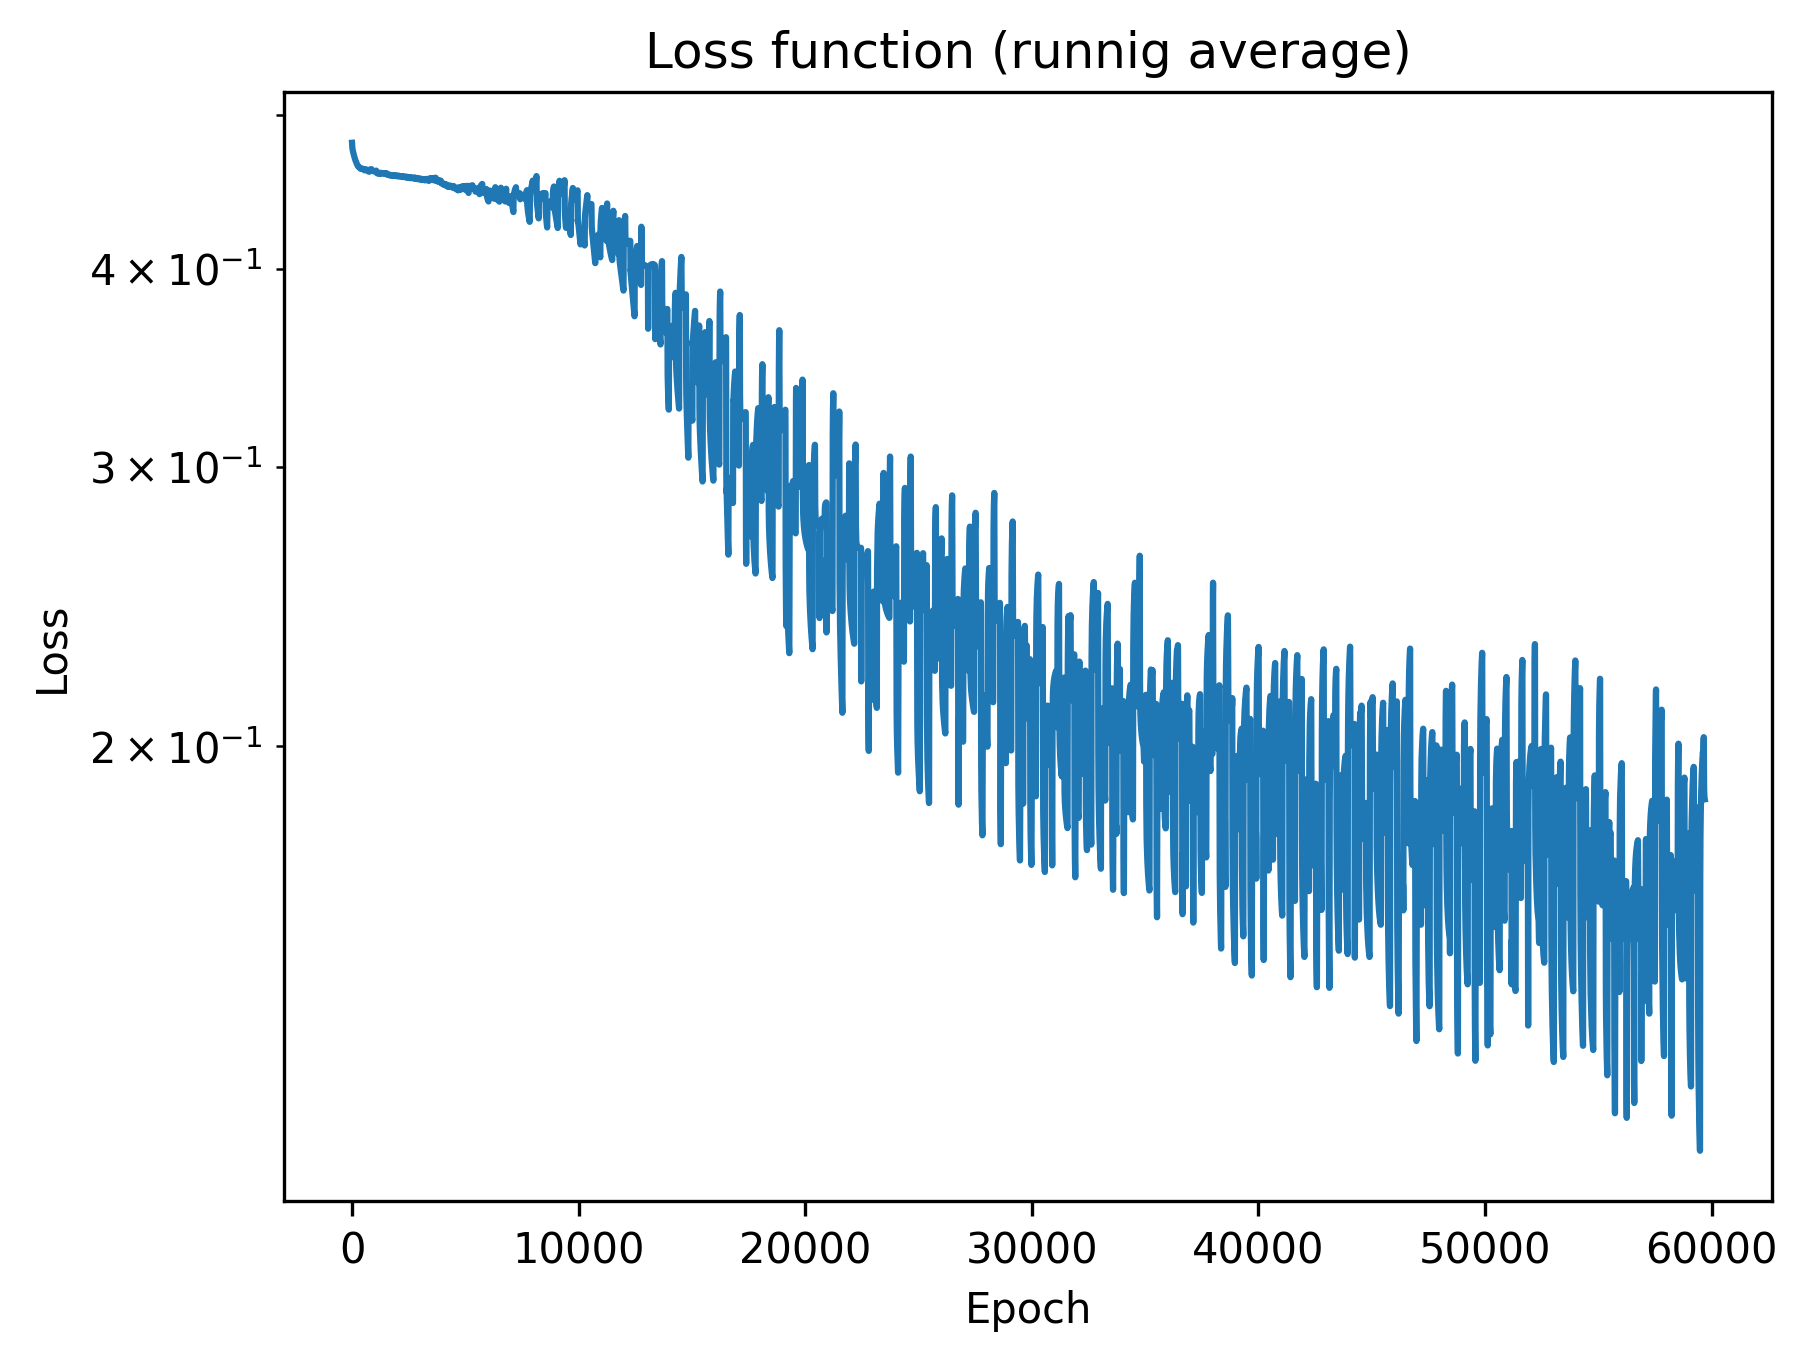 Loss function (runnig average)
4 × 10⁻¹
3 × 10⁻¹
2 × 10⁻¹
Loss
0 10000 20000 30000 40000 50000 60000
Epoch